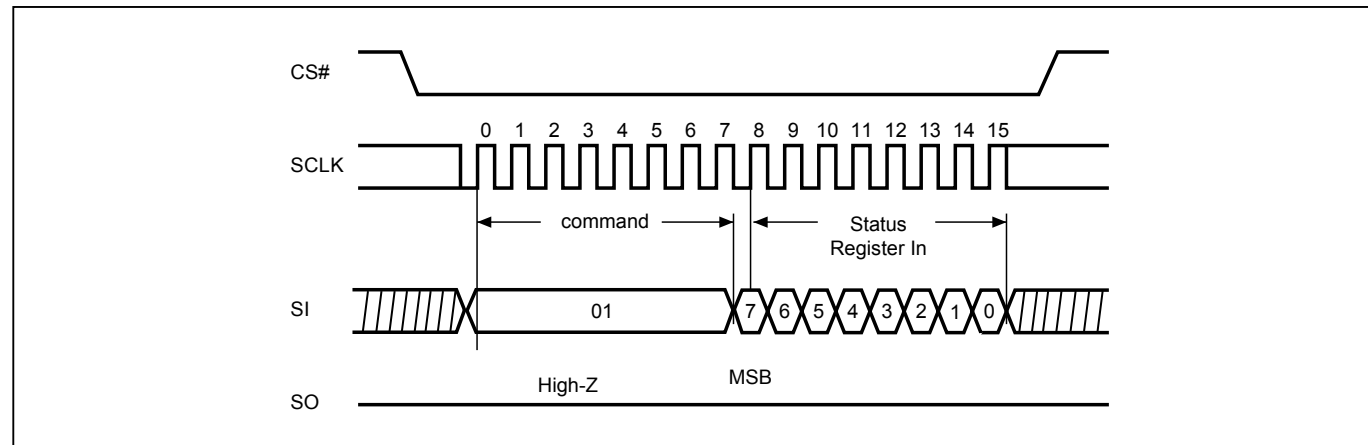 CS#
0 1 2 3 4 5 6 7 8 9 10 11 12 13 14 15
SCLK
command
Status
Register In
SI
01
7 6 5 4 3 2 1 0
High-Z
MSB
SO